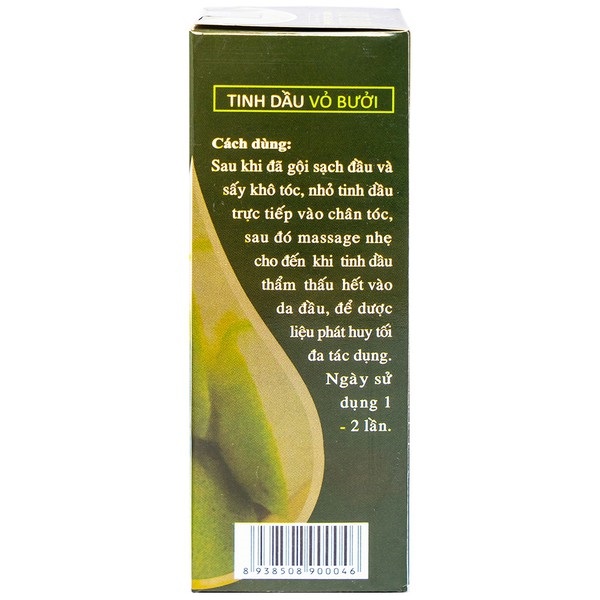 TINH DẦU VỎ BƯỞI
Cách dùng:
Sau khi đã gội sạch đầu và
sấy khô tóc, nhỏ tinh dầu
trực tiếp vào chân tóc,
sau đó massage nhẹ
cho đến khi tinh dầu
thẩm thấu hết vào
da đầu, để dược
liệu phát huy tối
đa tác dụng.
Ngày sử
dụng 1
- 2 lần.
8 938508 900046